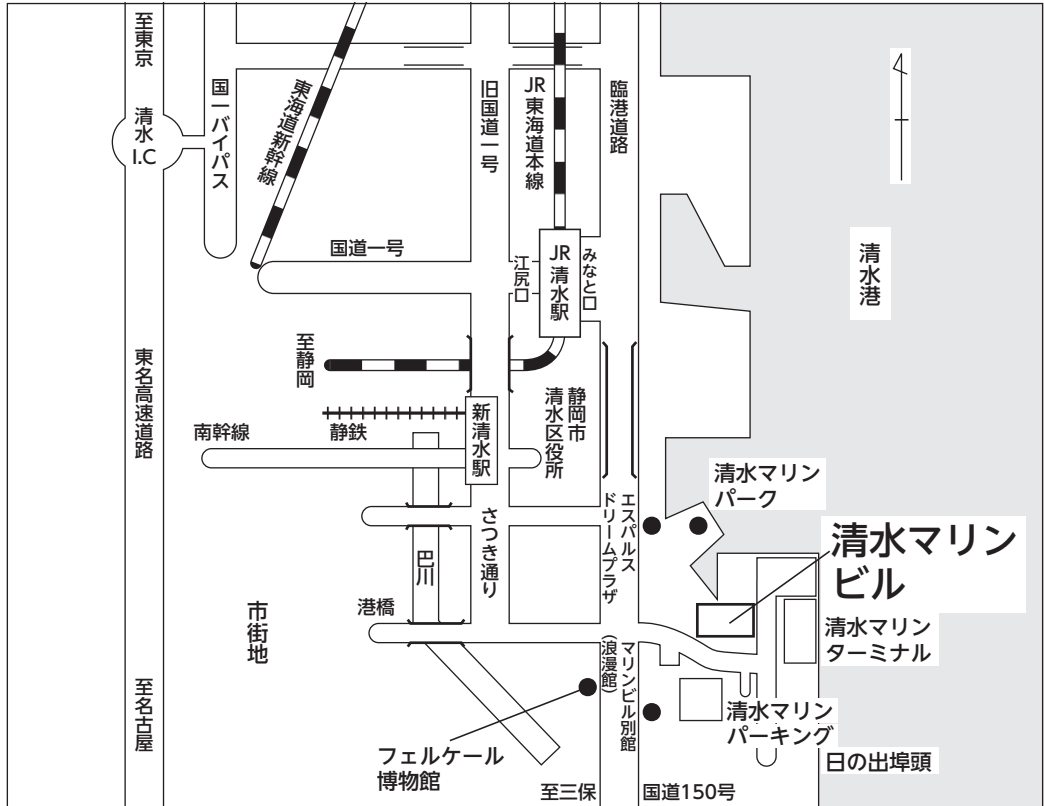 至東京
清水
I.C
国一バイパス
東海道新幹線
旧国道一号
JR
東海道本線
臨港道路
国道一号
江尻口
JR
清水駅
みなと口
清水港
至静岡
東名高速道路
南幹線
静鉄
新清水駅
静岡市
清水区役所
清水マリン
パーク
エスパルス
ドリームプラザ
さつき通り
巴川
清水マリン
ビル
港橋
市街地
清水マリン
ターミナル
マリンビル別館
(浪漫館)
至名古屋
フェルケール
博物館
清水マリン
パーキング
日の出埠頭
至三保
国道150号